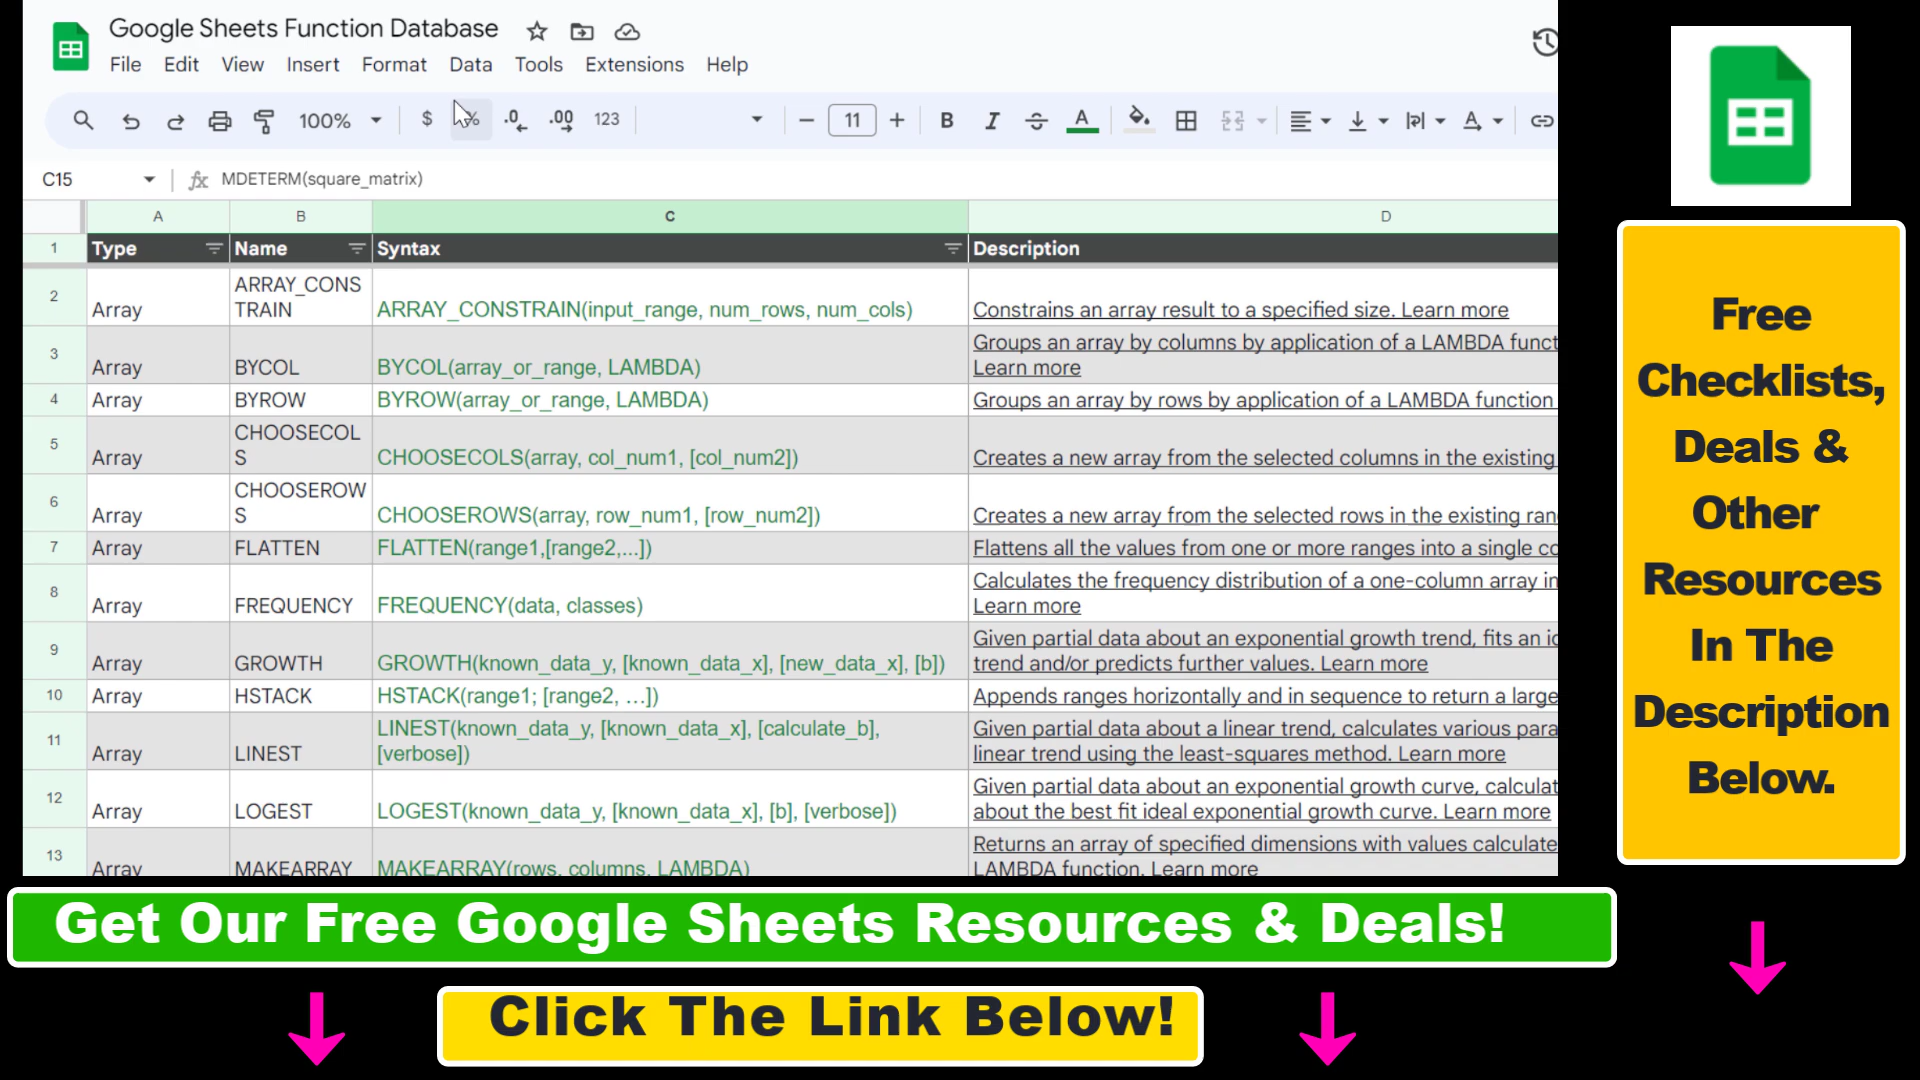 Google Sheets Function Database
File Edit View Insert Format Data Tools Extensions Help
100% $ % .0 .00 123 11 B I A
C15 fx MDETERM(square_matrix)
A B C D
1 Type Name Syntax Description
2 Array ARRAY_CONS
TRAIN ARRAY_CONSTRAIN(input_range, num_rows, num_cols) Constrains an array result to a specified size. Learn more
3 Array BYCOL BYCOL(array_or_range, LAMBDA) Groups an array by columns by application of a LAMBDA funct
Learn more
4 Array BYROW BYROW(array_or_range, LAMBDA) Groups an array by rows by application of a LAMBDA function
5 Array CHOOSECOL
S CHOOSECOLS(array, col_num1, [col_num2]) Creates a new array from the selected columns in the existing
6 Array CHOOSEROW
S CHOOSEROWS(array, row_num1, [row_num2]) Creates a new array from the selected rows in the existing ran
7 Array FLATTEN FLATTEN(range1,[range2,...]) Flattens all the values from one or more ranges into a single co
8 Array FREQUENCY FREQUENCY(data, classes) Calculates the frequency distribution of a one-column array in
Learn more
9 Array GROWTH GROWTH(known_data_y, [known_data_x], [new_data_x], [b]) Given partial data about an exponential growth trend, fits an id
trend and/or predicts further values. Learn more
10 Array HSTACK HSTACK(range1; [range2, …]) Appends ranges horizontally and in sequence to return a large
11 Array LINEST LINEST(known_data_y, [known_data_x], [calculate_b],
[verbose]) Given partial data about a linear trend, calculates various para
linear trend using the least-squares method. Learn more
12 Array LOGEST LOGEST(known_data_y, [known_data_x], [b], [verbose]) Given partial data about an exponential growth curve, calculat
about the best fit ideal exponential growth curve. Learn more
13 Array MAKEARRAY MAKEARRAY(rows, columns, LAMBDA) Returns an array of specified dimensions with values calculate
LAMBDA function. Learn more
Free
Checklists,
Deals &
Other
Resources
In The
Description
Below.
Get Our Free Google Sheets Resources & Deals!
Click The Link Below!